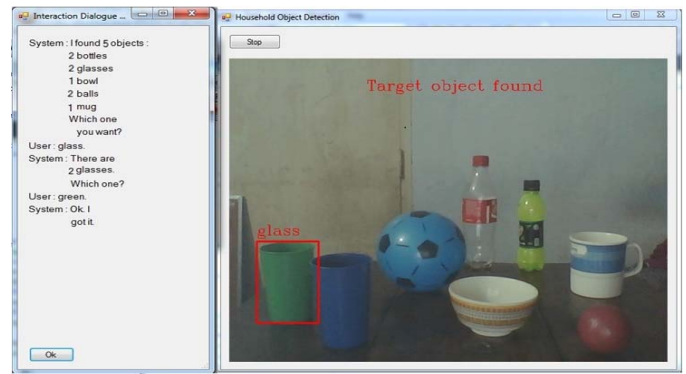 Interaction Dialogue ...
System : I found 5 objects :
2 bottles
2 glasses
1 bowl
2 balls
1 mug
Which one
you want?
User : glass.
System : There are
2 glasses.
Which one?
User : green.
System : Ok. I
got it.
Ok
Household Object Detection
Stop
Target object found
glass